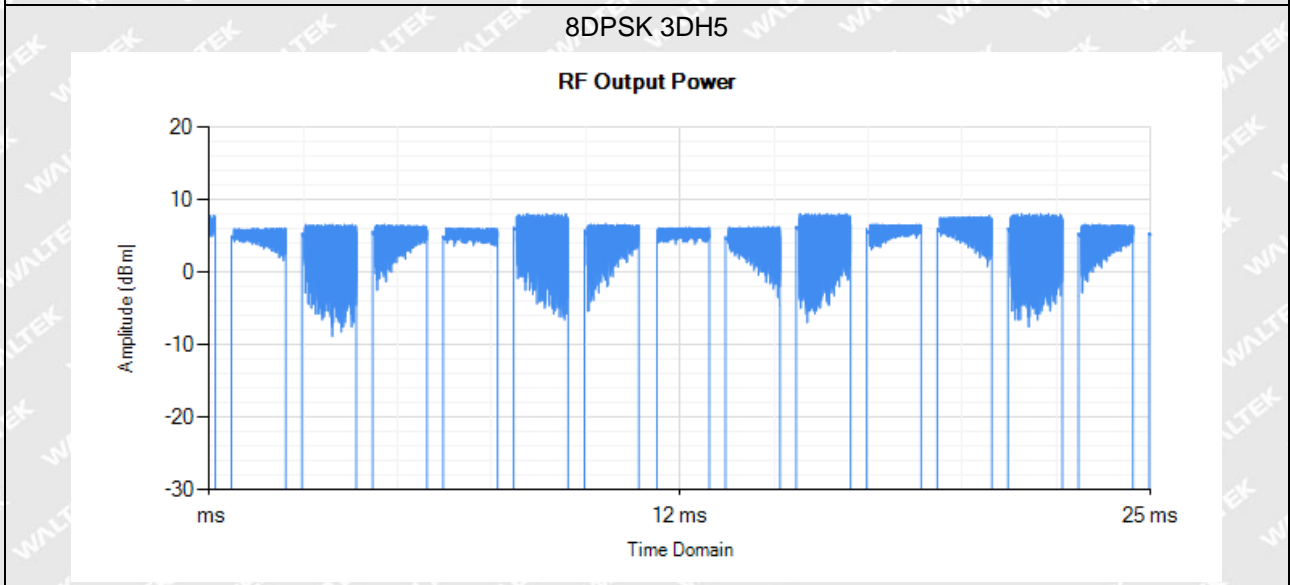 8DPSK 3DH5
RF Output Power
20
10
0
-10
-20
-30
Amplitude [dBm]
ms
12 ms
25 ms
Time Domain
WALTEK